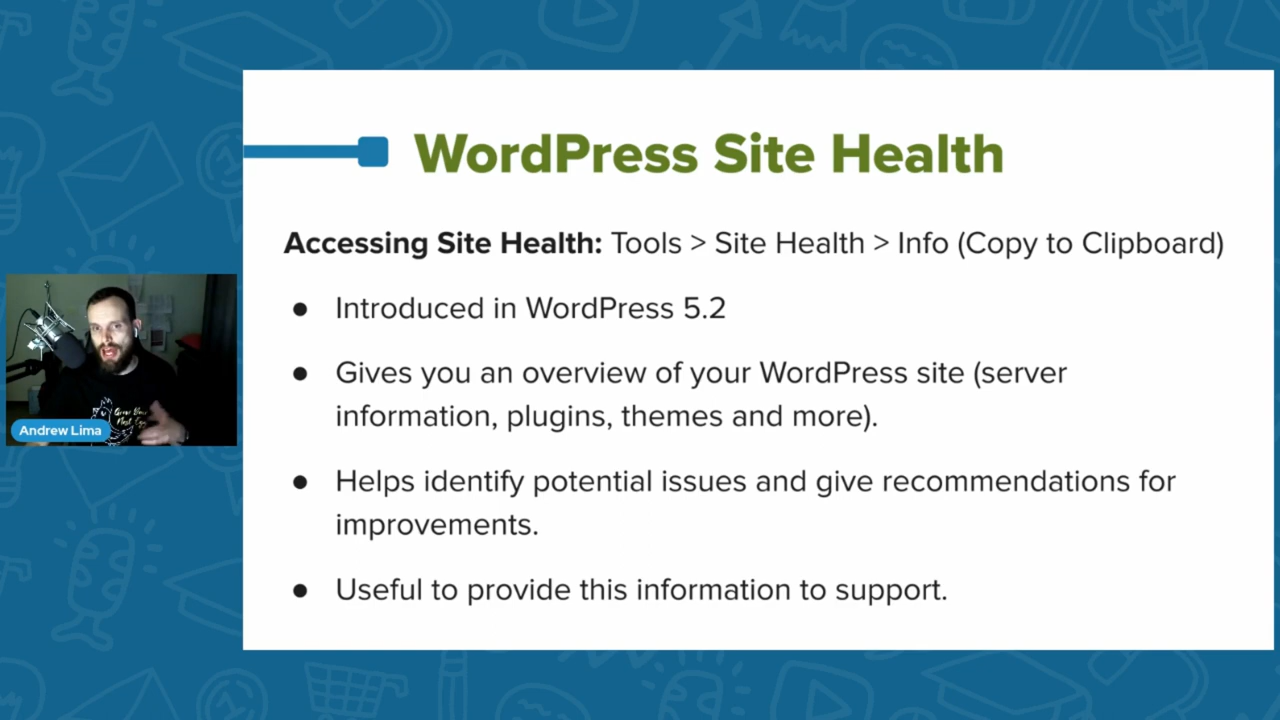 WordPress Site Health
Accessing Site Health: Tools > Site Health > Info (Copy to Clipboard)
● Introduced in WordPress 5.2
● Gives you an overview of your WordPress site (server
information, plugins, themes and more).
● Helps identify potential issues and give recommendations for
improvements.
● Useful to provide this information to support.
Andrew Lima